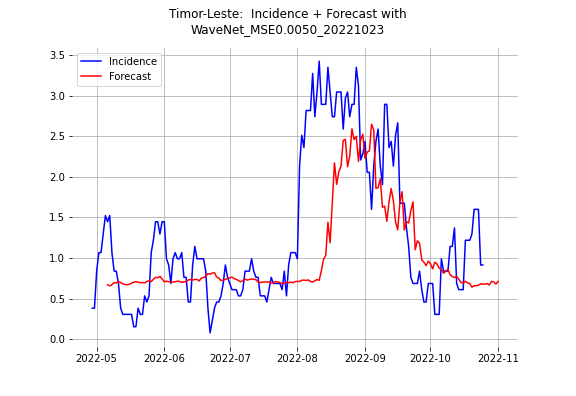 Timor-Leste:  Incidence + Forecast with
WaveNet_MSE0.0050_20221023
Incidence
Forecast
3.5
3.0
2.5
2.0
1.5
1.0
0.5
0.0
2022-05 2022-06 2022-07 2022-08 2022-09 2022-10 2022-11